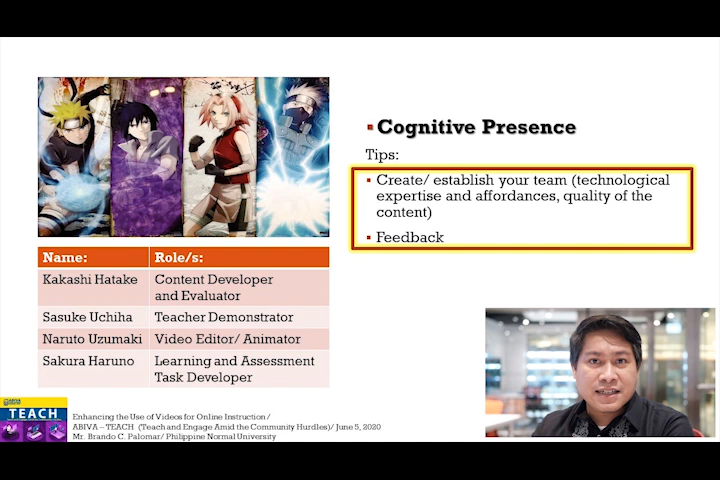 Cognitive Presence
Tips:
Create/ establish your team (technological
expertise and affordances, quality of the
content)
Feedback
Name: Role/s:
Kakashi Hatake Content Developer
and Evaluator
Sasuke Uchiha Teacher Demonstrator
Naruto Uzumaki Video Editor/ Animator
Sakura Haruno Learning and Assessment
Task Developer
TEACH
Enhancing the Use of Videos for Online Instruction/
ABIVA – TEACH (Teach and Engage Amid the Community Hurdles)/ June 5, 2020
Mr. Brando C. Palomar/ Philippine Normal University